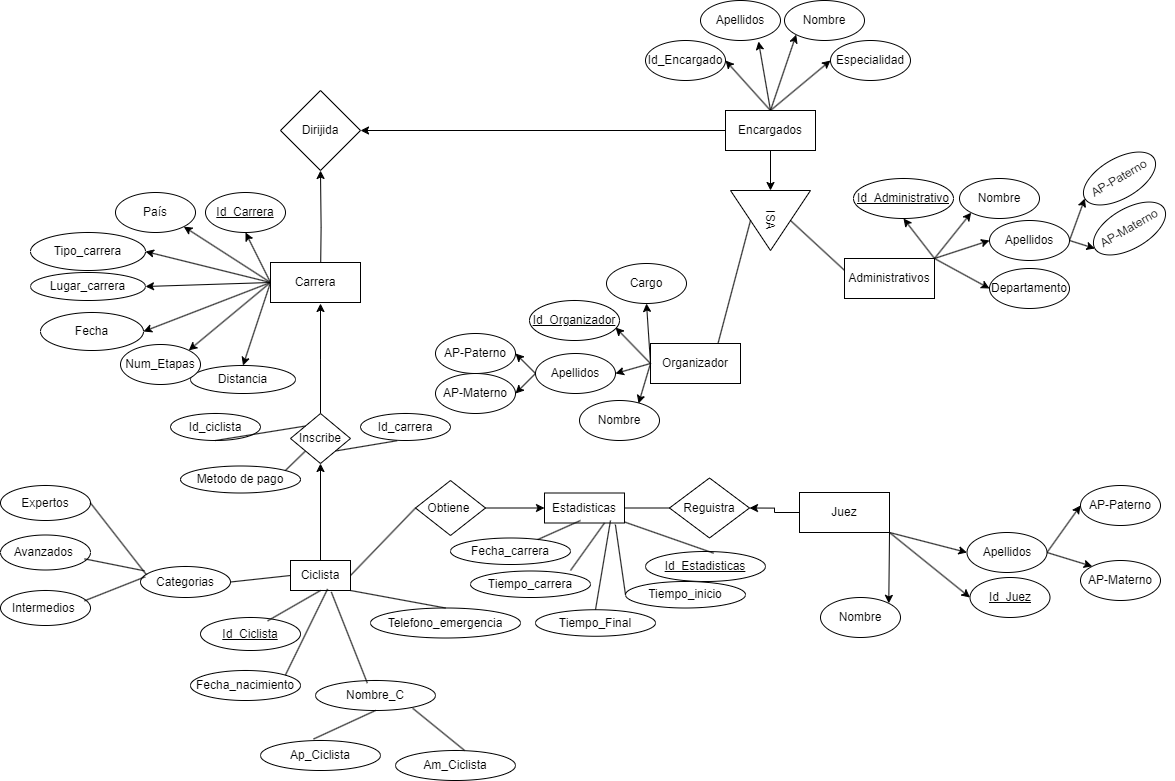 Apellidos
Nombre
Id_Encargado
Especialidad
Dirijida
Encargados
País
Id_Carrera
ISA
Id_Administrativo
Nombre
AP-Paterno
AP-Materno
Apellidos
Tipo_carrera
Lugar_carrera
Carrera
Cargo
Administrativos
Departamento
Fecha
Id_Organizador
AP-Paterno
Organizador
Num_Etapas
Apellidos
Distancia
AP-Materno
Nombre
Id_ciclista
Id_carrera
Inscribe
Metodo de pago
Expertos
Obtiene
Estadisticas
Reguistra
Juez
AP-Paterno
Avanzados
Fecha_carrera
Apellidos
Id_Estadisticas
Categorias
Ciclista
Tiempo_carrera
AP-Materno
Tiempo_inicio
Id_Juez
Intermedios
Nombre
Telefono_emergencia
Tiempo_Final
Id_Ciclista
Fecha_nacimiento
Nombre_C
Ap_Ciclista
Am_Ciclista